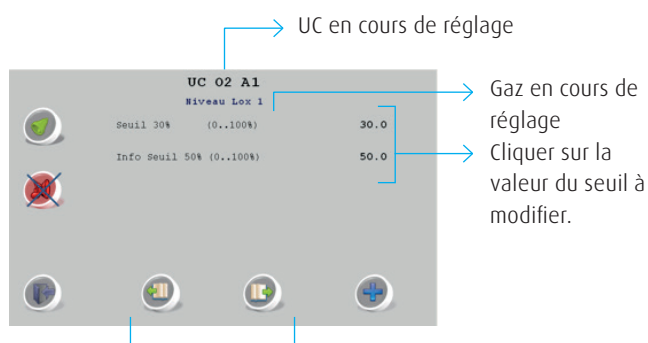 UC en cours de réglage
UC O2 A1
Niveau Lox 1
Seuil 30% (0..100%) 30.0
Info Seuil 50% (0..100%) 50.0
Gaz en cours de
réglage
Cliquer sur la
valeur du seuil à
modifier.